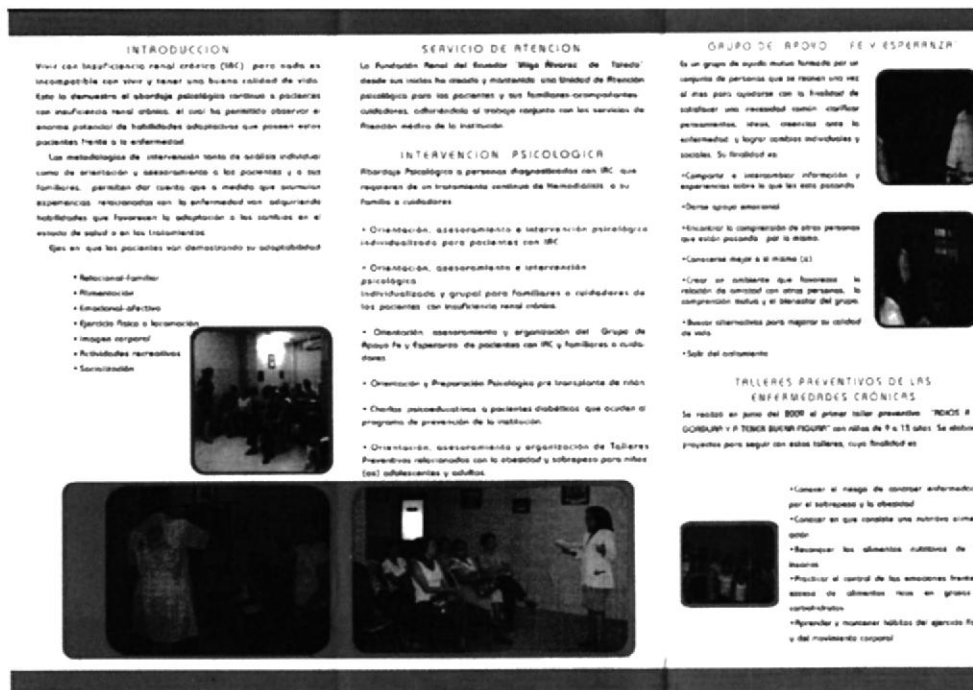 INTRODUCCION
Vivir con Insuficiencia renal crónica (IRC) pero nada es
incompatible con vivir y tener una buena calidad de vida.
Esto lo demuestra el abordaje psicológico continuo a pacientes
con insuficiencia renal crónica, el cual ha permitido observar el
enorme potencial de habilidades adaptativas que poseen estos
pacientes frente a la enfermedad.
Las metodologías de intervención tanto de análisis individual
como de orientación y asesoramiento a los pacientes y a sus
familiares, permiten dar cuenta que a medida que acumulan
experiencias relacionadas con la enfermedad van adquiriendo
habilidades que favorecen la adaptación a los cambios en el
estado de salud o en los tratamientos.
Ejes en que los pacientes van demostrando su adaptabilidad
• Relacional-familiar
• Alimentación
• Emocional-afectivo
• Ejercicio físico o locomoción
• Imagen corporal
• Actividades recreativas
• Socialización
SERVICIO DE ATENCION
La Fundación Renal del Ecuador "Iñigo Álvarez de Toledo"
desde sus inicios ha creado y mantenido una Unidad de Atención
psicológica para los pacientes y sus familiares-acompañantes-
cuidadores, adhiriéndola al trabajo conjunto con los servicios de
Atención médica de la institución.
INTERVENCION PSICOLOGICA
Abordaje Psicológico a personas diagnosticadas con IRC que
requieren de un tratamiento continuo de Hemodiálisis a su
familia o cuidadores
• Orientación, asesoramiento e intervención psicológica
individualizada para pacientes con IRC
• Orientación, asesoramiento e intervención
psicológica
individualizada y grupal para familiares o cuidadores de
los pacientes con insuficiencia renal crónica.
• Orientación asesoramiento y organización del Grupo de
Apoyo Fe y Esperanza de pacientes con IRC y familiares o cuida-
dores
• Orientación y Preparación Psicológica pre transplante de riñón
• Charlas psicoeducativas a pacientes diabéticos que acuden al
programa de prevención de la institución.
• Orientación, asesoramiento y organización de Talleres
Preventivos relacionados con la obesidad y sobrepeso para niños
(as) adolescentes y adultos.
GRUPO DE APOYO FE Y ESPERANZA"
Es un grupo de ayuda mutua formado por un
conjunto de personas que se reúnen una vez
al mes para ayudarse con la finalidad de
satisfacer una necesidad común: clarificar
pensamientos, ideas, creencias ante la
enfermedad y lograr cambios individuales y
sociales. Su finalidad es:
•Compartir e intercambiar información y
experiencias sobre lo que les esta pasando
•Darse apoyo emocional
•Encontrar la comprensión de otras personas
que están pasando por lo mismo.
•Conocerse mejor a si mismo (a)
•Crear un ambiente que favorezca la
relación de amistad con otras personas, la
comprensión mutua y el bienestar del grupo.
•Buscar alternativas para mejorar su calidad
de vida.
•Salir del aislamiento
TALLERES PREVENTIVOS DE LAS
ENFERMEDADES CRÓNICAS
Se realizó en junio del 2009 el primer taller preventivo "ADIÓS A
GORDURA Y A TENER BUENA FIGURA" con niños de 9 a 13 años. Se elabor
proyectos para seguir con estos talleres, cuya finalidad es
•Conocer el riesgo de contraer enfermedad
por el sobrepeso y la obesidad
•Conocer en que consiste una nutritiva alime
ación
•Reconocer los alimentos nutritivos de
insanos
•Practicar el control de las emociones frente
exceso de alimentos ricos en grasas
carbohidratos
•Aprender y mantener hábitos del ejercicio fís
y del movimiento corporal